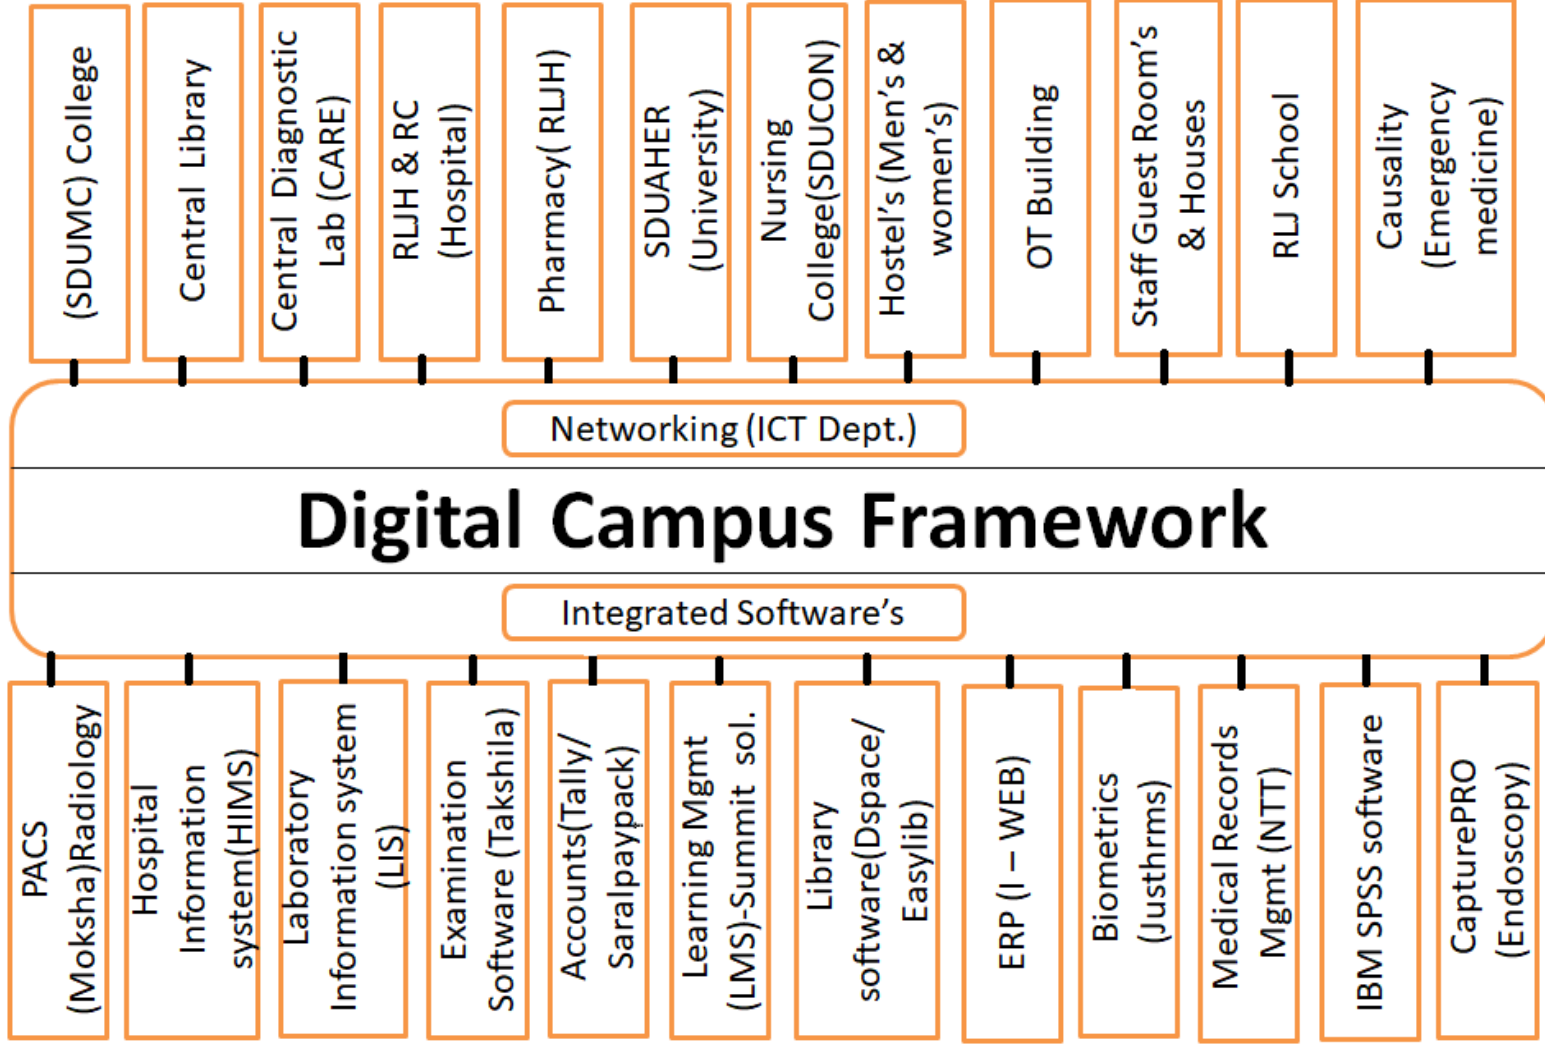 (SDUMC) College
Central Library
Central Diagnostic
Lab (CARE)
RLJH & RC
(Hospital)
Pharmacy( RLJH)
SDUAHER
(University)
Nursing
College(SDUCON)
Hostel's (Men's &
women's)
OT Building
Staff Guest Room's
& Houses
RLJ School
Causality
(Emergency
medicine)
Networking (ICT Dept.)
Digital Campus Framework
Integrated Software's
PACS
(Moksha)Radiology
Hospital
Information
system(HIMS)
Laboratory
Information system
(LIS)
Examination
Software (Takshila)
Accounts(Tally/
Saralpaypack)
Learning Mgmt
(LMS)-Summit sol.
Library
software(Dspace/
Easylib)
ERP (I – WEB)
Biometrics
(Justhrms)
Medical Records
Mgmt (NTT)
IBM SPSS software
CapturePRO
(Endoscopy)